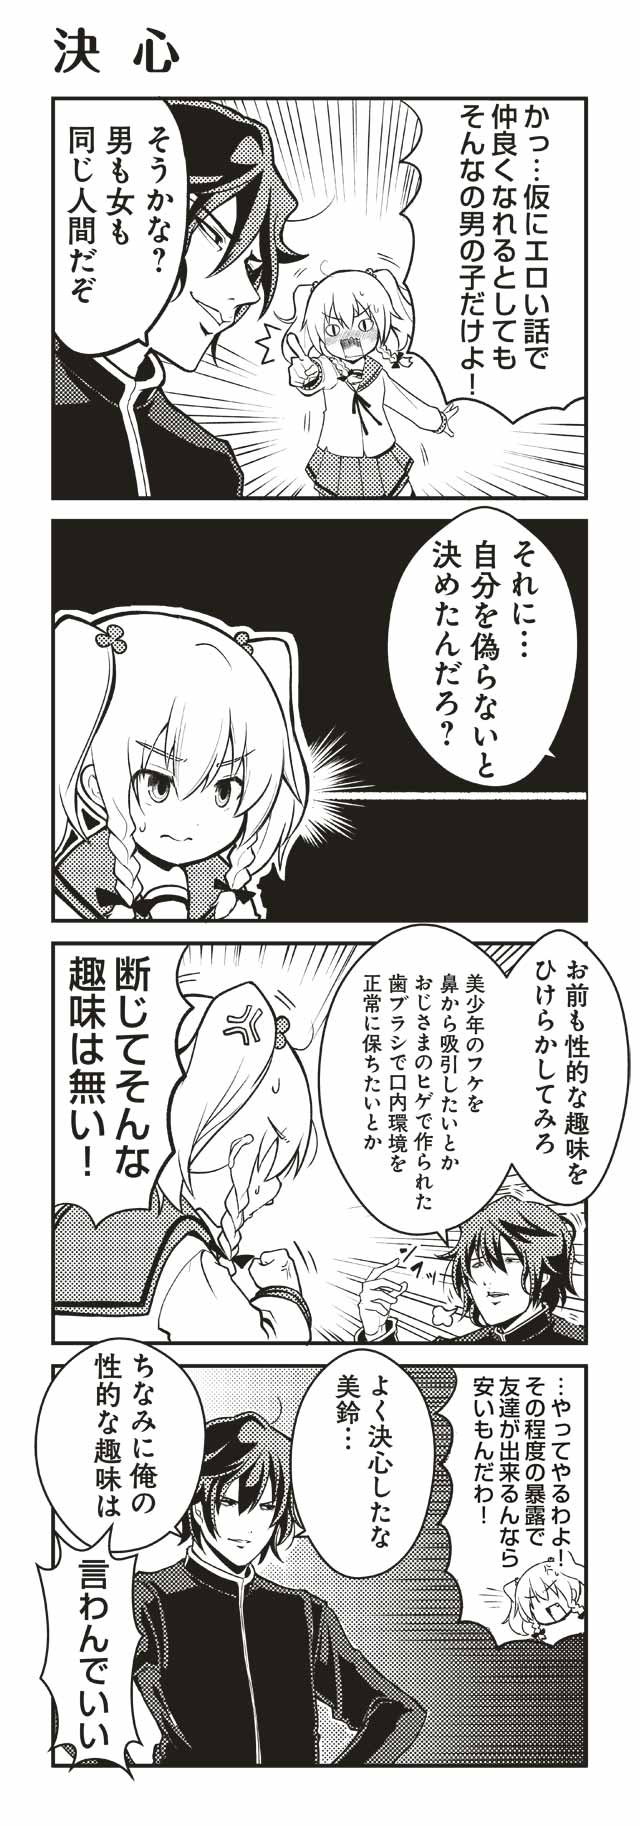 決心
かっ…仮にエロい話で
仲良くなれるとしても
そんなの男の子だけよ！
そうかな？
男も女も
同じ人間だぞ
それに…
自分を偽らないと
決めたんだろ？
お前も性的な趣味を
ひけらかしてみろ
美少年のフケを
鼻から吸引したいとか
おじさまのヒゲで作られた
歯ブラシで口内環境を
正常に保ちたいとか
断じてそんな
趣味は無い！
…やってやるわよ！
その程度の暴露で
友達が出来るんなら
安いもんだわ！
よく決心したな
美鈴…
ちなみに俺の
性的な趣味は
言わんでいい